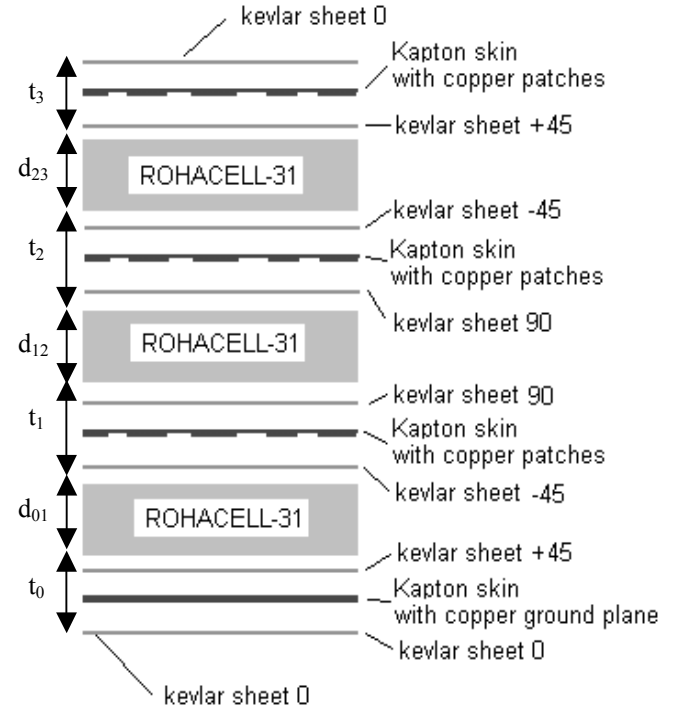 kevlar sheet 0
Kapton skin
with copper patches
t3
kevlar sheet +45
d23
ROHACELL-31
kevlar sheet -45
t2
Kapton skin
with copper patches
kevlar sheet 90
d12
ROHACELL-31
kevlar sheet 90
t1
Kapton skin
with copper patches
kevlar sheet -45
d01
ROHACELL-31
kevlar sheet +45
t0
Kapton skin
with copper ground plane
kevlar sheet 0
kevlar sheet 0